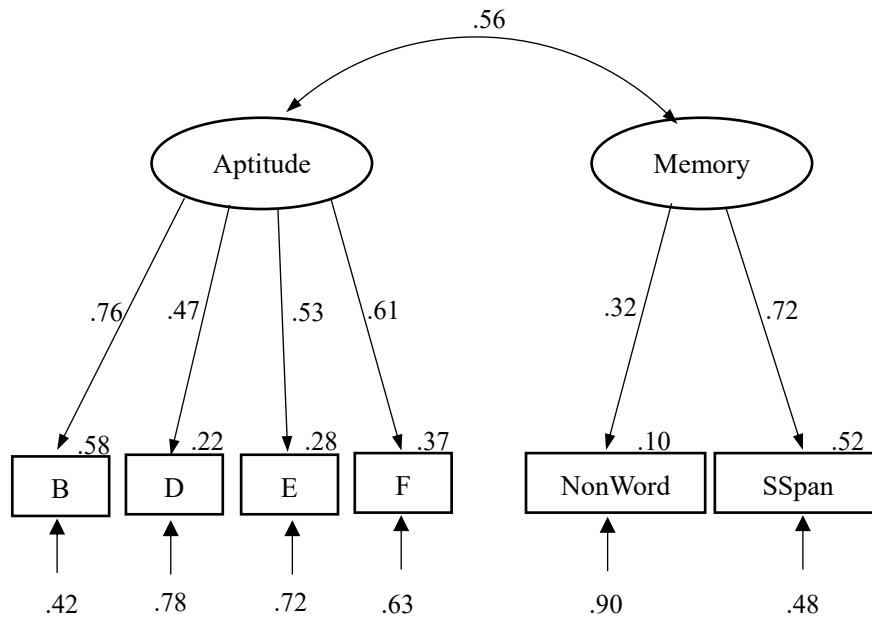 .56
Aptitude Memory
.76 .47 .53 .61 .32 .72
.58 .22 .28 .37 .10 .52
B D E F NonWord SSpan
.42 .78 .72 .63 .90 .48